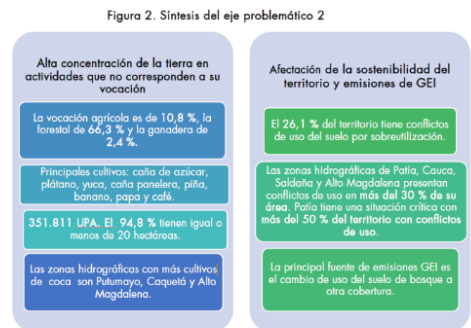 Figura 2. Síntesis del eje problemático 2
Alta concentración de la tierra en
actividades que no corresponden a su
vocación
La vocación agrícola es de 10,8 %, la
forestal de 66,3 % y la ganadera de
2,4 %.
Principales cultivos: caña de azúcar,
plátano, yuca, caña panelera, piña,
banano, papa y café.
351.811 UPA. El 94,8 % tienen igual o
menos de 20 hectáreas.
Las zonas hidrográficas con más cultivos
de coca son Putumayo, Caquetá y Alto
Magdalena.
Afectación de la sostenibilidad del
territorio y emisiones de GEI
El 26,1 % del territorio tiene conflictos
de uso del suelo por sobreutilización.
Las zonas hidrográficas de Patía, Cauca,
Saldaña y Alto Magdalena presentan
conflictos de uso en más del 30 % de su
área. Patía tiene una situación crítica con
más del 50 % del territorio con conflictos
de uso.
La principal fuente de emisiones GEI es
el cambio de uso del suelo de bosque a
otra cobertura.